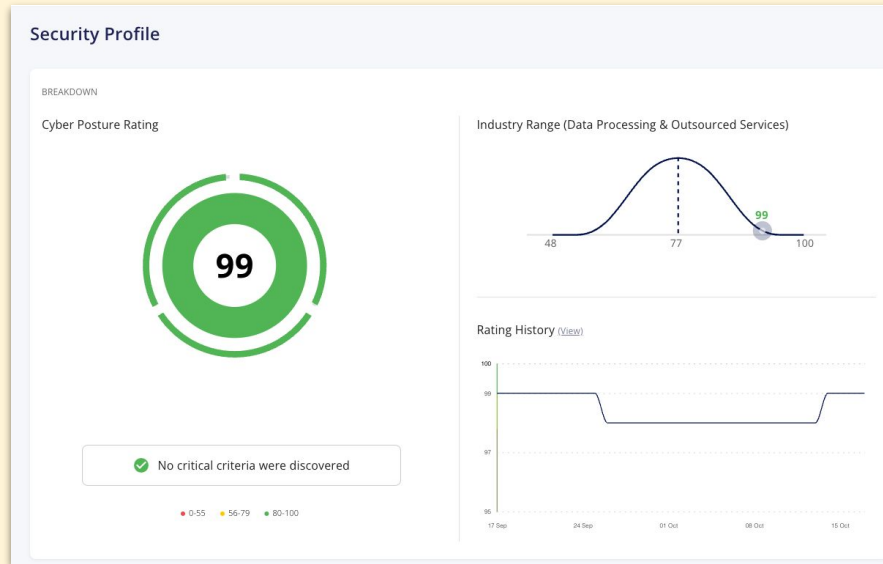 Security Profile
BREAKDOWN
Cyber Posture Rating
99
No critical criteria were discovered
0-55 56-79 80-100
Industry Range (Data Processing & Outsourced Services)
99
48 77 100
Rating History (View)
100
99
97
95
17 Sep 24 Sep 01 Oct 08 Oct 15 Oct